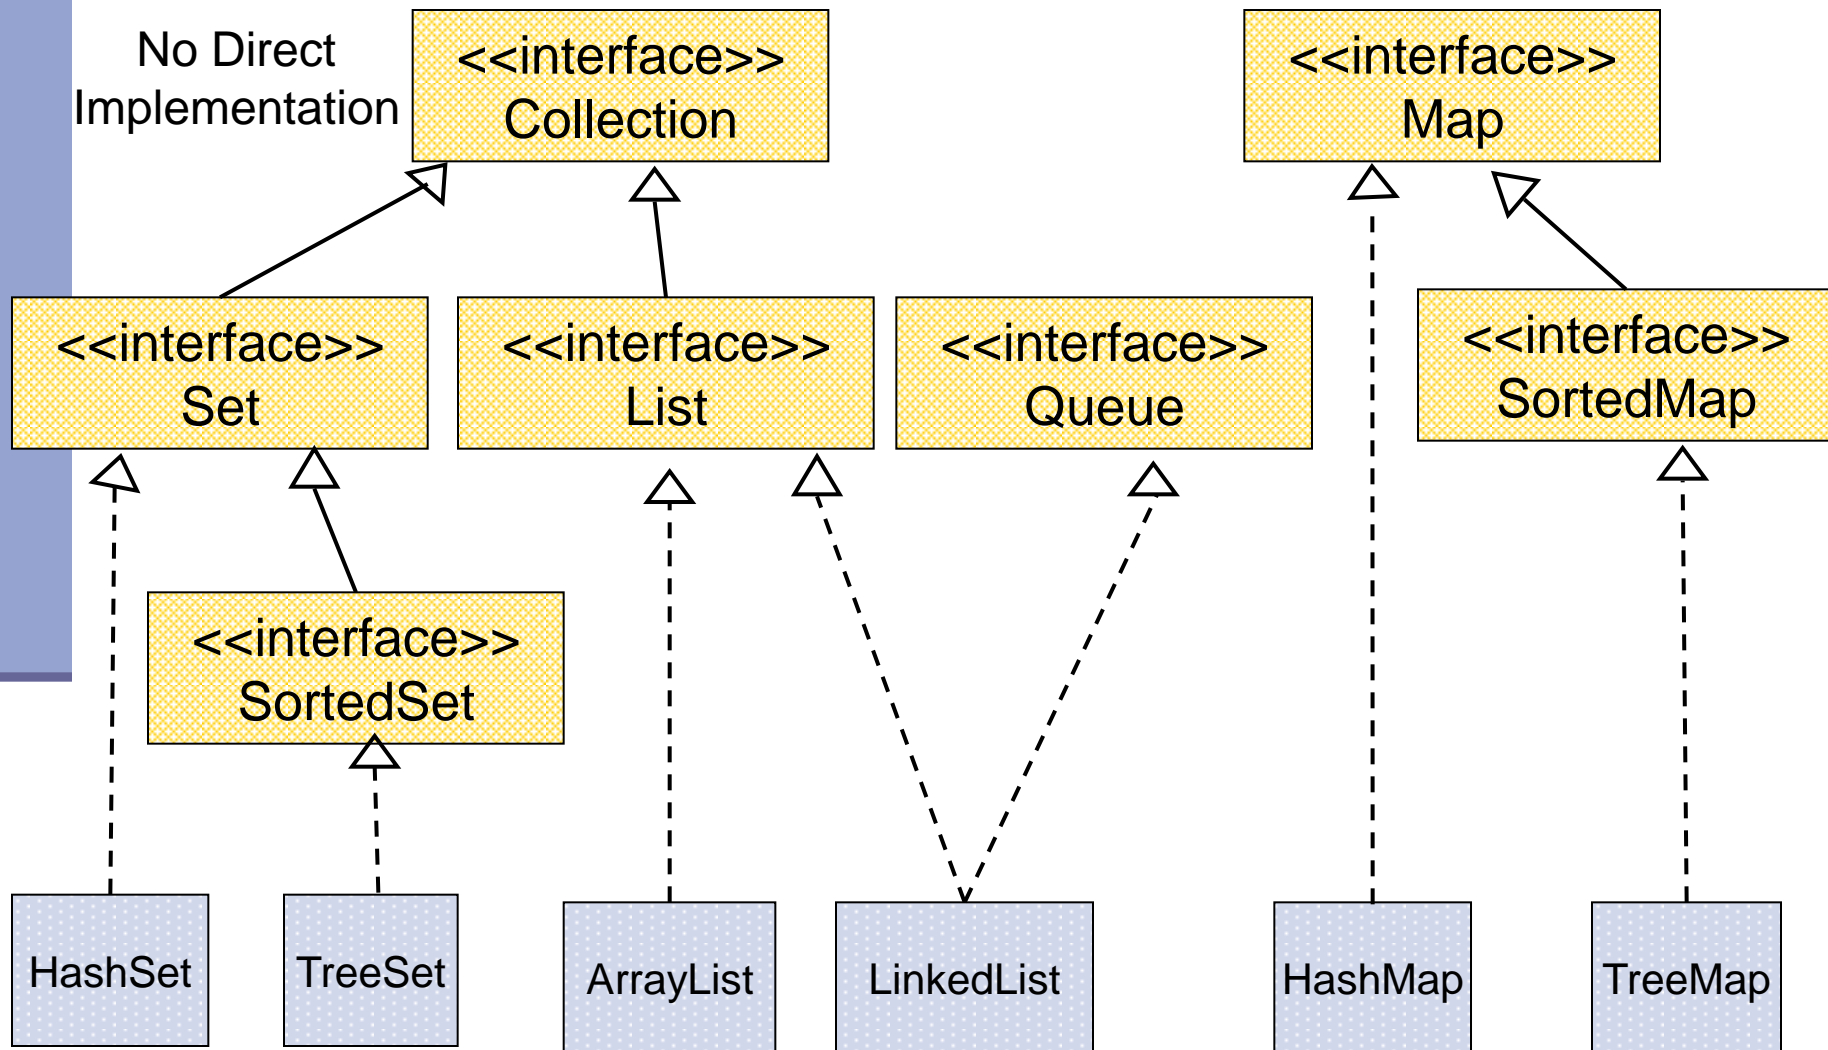 No Direct
Implementation
<<interface>>
Collection
<<interface>>
Map
<<interface>>
Set
<<interface>>
List
<<interface>>
Queue
<<interface>>
SortedMap
<<interface>>
SortedSet
HashSet
TreeSet
ArrayList
LinkedList
HashMap
TreeMap